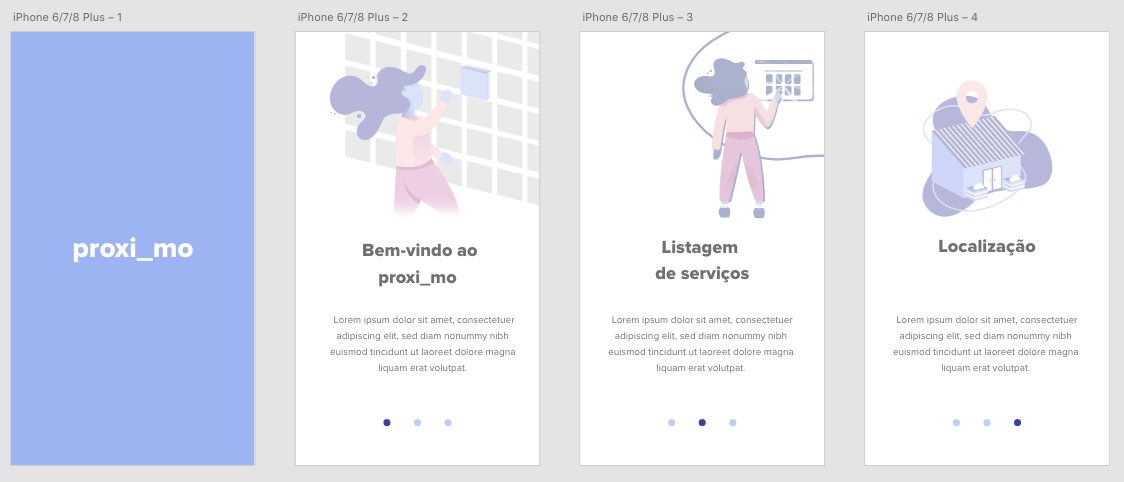 iPhone 6/7/8 Plus – 1
proxi_mo
iPhone 6/7/8 Plus – 2
Bem-vindo ao
proxi_mo
Lorem ipsum dolor sit amet, consectetuer
adipiscing elit, sed diam nonummy nibh
euismod tincidunt ut laoreet dolore magna
liquam erat volutpat.
iPhone 6/7/8 Plus – 3
Listagem
de serviços
Lorem ipsum dolor sit amet, consectetuer
adipiscing elit, sed diam nonummy nibh
euismod tincidunt ut laoreet dolore magna
liquam erat volutpat.
iPhone 6/7/8 Plus – 4
Localização
Lorem ipsum dolor sit amet, consectetuer
adipiscing elit, sed diam nonummy nibh
euismod tincidunt ut laoreet dolore magna
liquam erat volutpat.